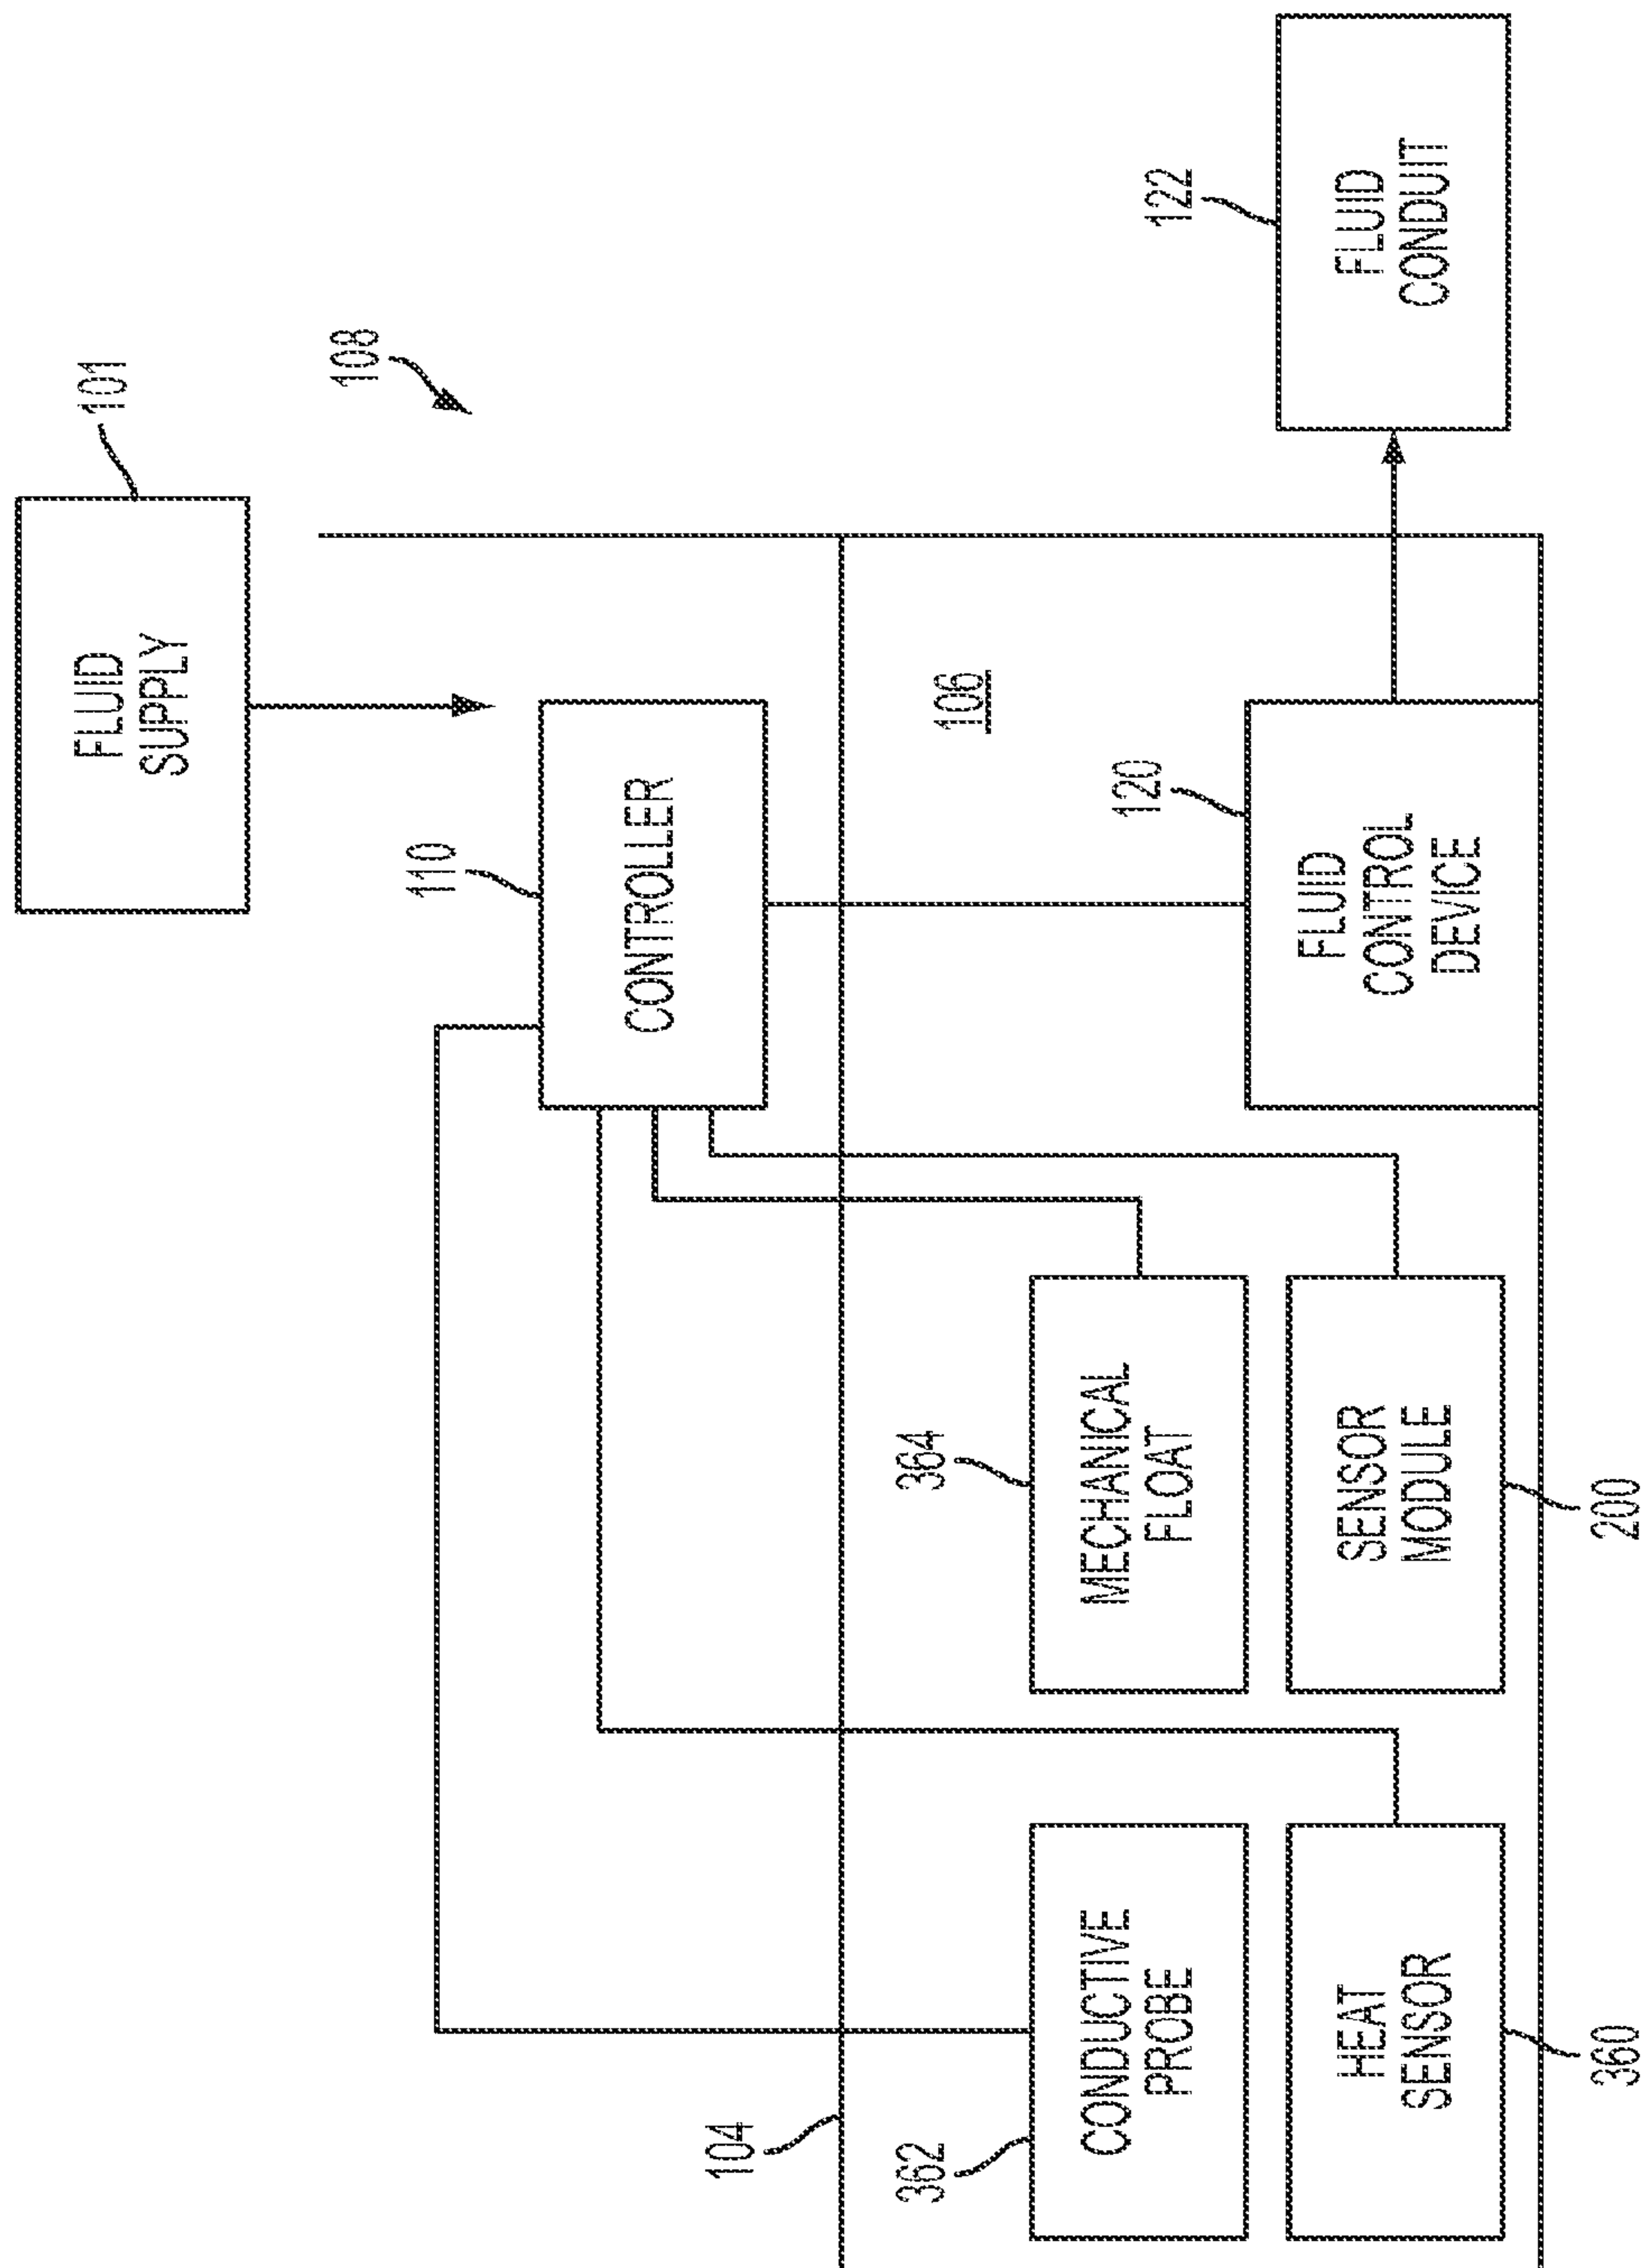 FLUID
SUPPLY
101
108
110
CONTROLLER
104
106
362
CONDUCTIVE
PROBE
364
MECHANICAL
FLOAT
120
FLUID
CONTROL
DEVICE
122
FLUID
CONDUIT
HEAT
SENSOR
360
SENSOR
MODULE
200